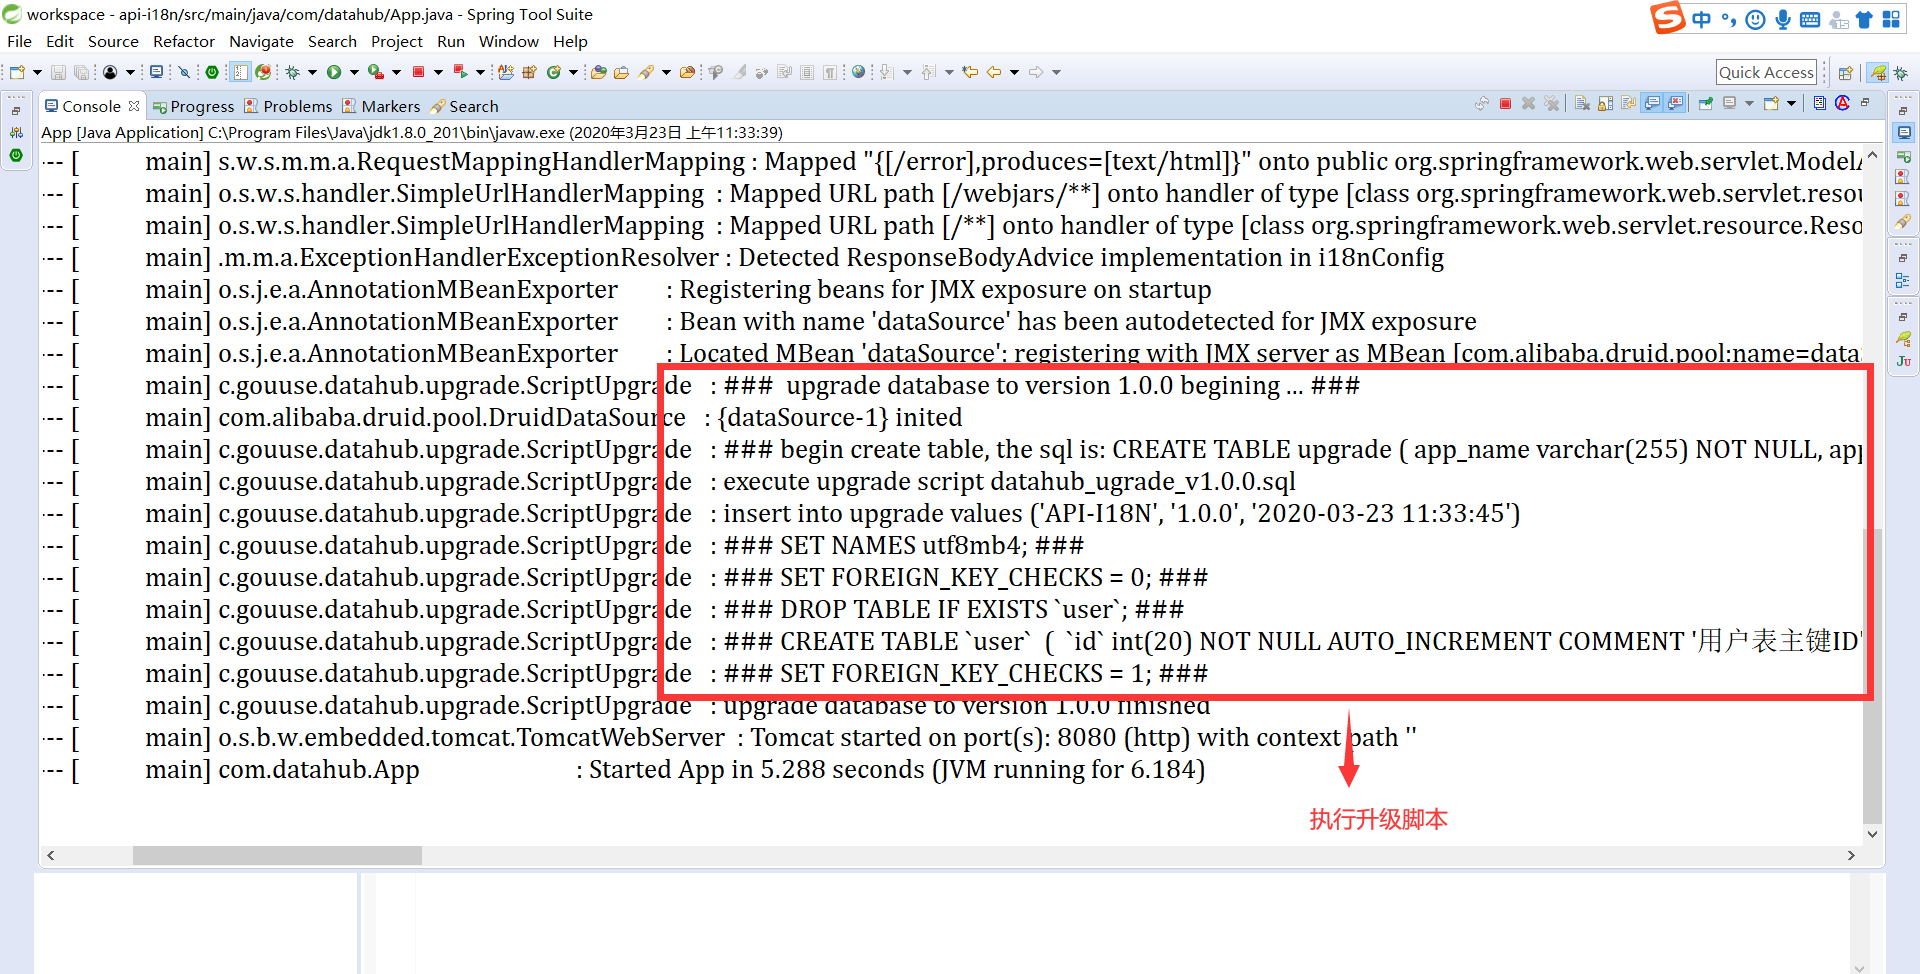 workspace - api-i18n/src/main/java/com/datahub/App.java - Spring Tool Suite
中
File Edit Source Refactor Navigate Search Project Run Window Help
Quick Access
Console Progress Problems Markers Search
App [Java Application] C:\Program Files\Java\jdk1.8.0_201\bin\javaw.exe (2020年3月23日 上午11:33:39)
--- [ main] s.w.s.m.m.a.RequestMappingHandlerMapping : Mapped "{[/error],produces=[text/html]}" onto public org.springframework.web.servlet.ModelA
--- [ main] o.s.w.s.handler.SimpleUrlHandlerMapping : Mapped URL path [/webjars/**] onto handler of type [class org.springframework.web.servlet.resou
--- [ main] o.s.w.s.handler.SimpleUrlHandlerMapping : Mapped URL path [/**] onto handler of type [class org.springframework.web.servlet.resource.Reso
--- [ main] .m.m.a.ExceptionHandlerExceptionResolver : Detected ResponseBodyAdvice implementation in i18nConfig
--- [ main] o.s.j.e.a.AnnotationMBeanExporter : Registering beans for JMX exposure on startup
--- [ main] o.s.j.e.a.AnnotationMBeanExporter : Bean with name 'dataSource' has been autodetected for JMX exposure
--- [ main] o.s.j.e.a.AnnotationMBeanExporter : Located MBean 'dataSource': registering with JMX server as MBean [com.alibaba.druid.pool:name=data
--- [ main] c.gouuse.datahub.upgrade.ScriptUpgrade : ### upgrade database to version 1.0.0 begining ... ###
--- [ main] com.alibaba.druid.pool.DruidDataSource : {dataSource-1} inited
--- [ main] c.gouuse.datahub.upgrade.ScriptUpgrade : ### begin create table, the sql is: CREATE TABLE upgrade ( app_name varchar(255) NOT NULL, app
--- [ main] c.gouuse.datahub.upgrade.ScriptUpgrade : execute upgrade script datahub_ugrade_v1.0.0.sql
--- [ main] c.gouuse.datahub.upgrade.ScriptUpgrade : insert into upgrade values ('API-I18N', '1.0.0', '2020-03-23 11:33:45')
--- [ main] c.gouuse.datahub.upgrade.ScriptUpgrade : ### SET NAMES utf8mb4; ###
--- [ main] c.gouuse.datahub.upgrade.ScriptUpgrade : ### SET FOREIGN_KEY_CHECKS = 0; ###
--- [ main] c.gouuse.datahub.upgrade.ScriptUpgrade : ### DROP TABLE IF EXISTS `user`; ###
--- [ main] c.gouuse.datahub.upgrade.ScriptUpgrade : ### CREATE TABLE `user` ( `id` int(20) NOT NULL AUTO_INCREMENT COMMENT '用户表主键ID'
--- [ main] c.gouuse.datahub.upgrade.ScriptUpgrade : ### SET FOREIGN_KEY_CHECKS = 1; ###
--- [ main] c.gouuse.datahub.upgrade.ScriptUpgrade : upgrade database to version 1.0.0 finished
--- [ main] o.s.b.w.embedded.tomcat.TomcatWebServer : Tomcat started on port(s): 8080 (http) with context path ''
--- [ main] com.datahub.App : Started App in 5.288 seconds (JVM running for 6.184)
执行升级脚本